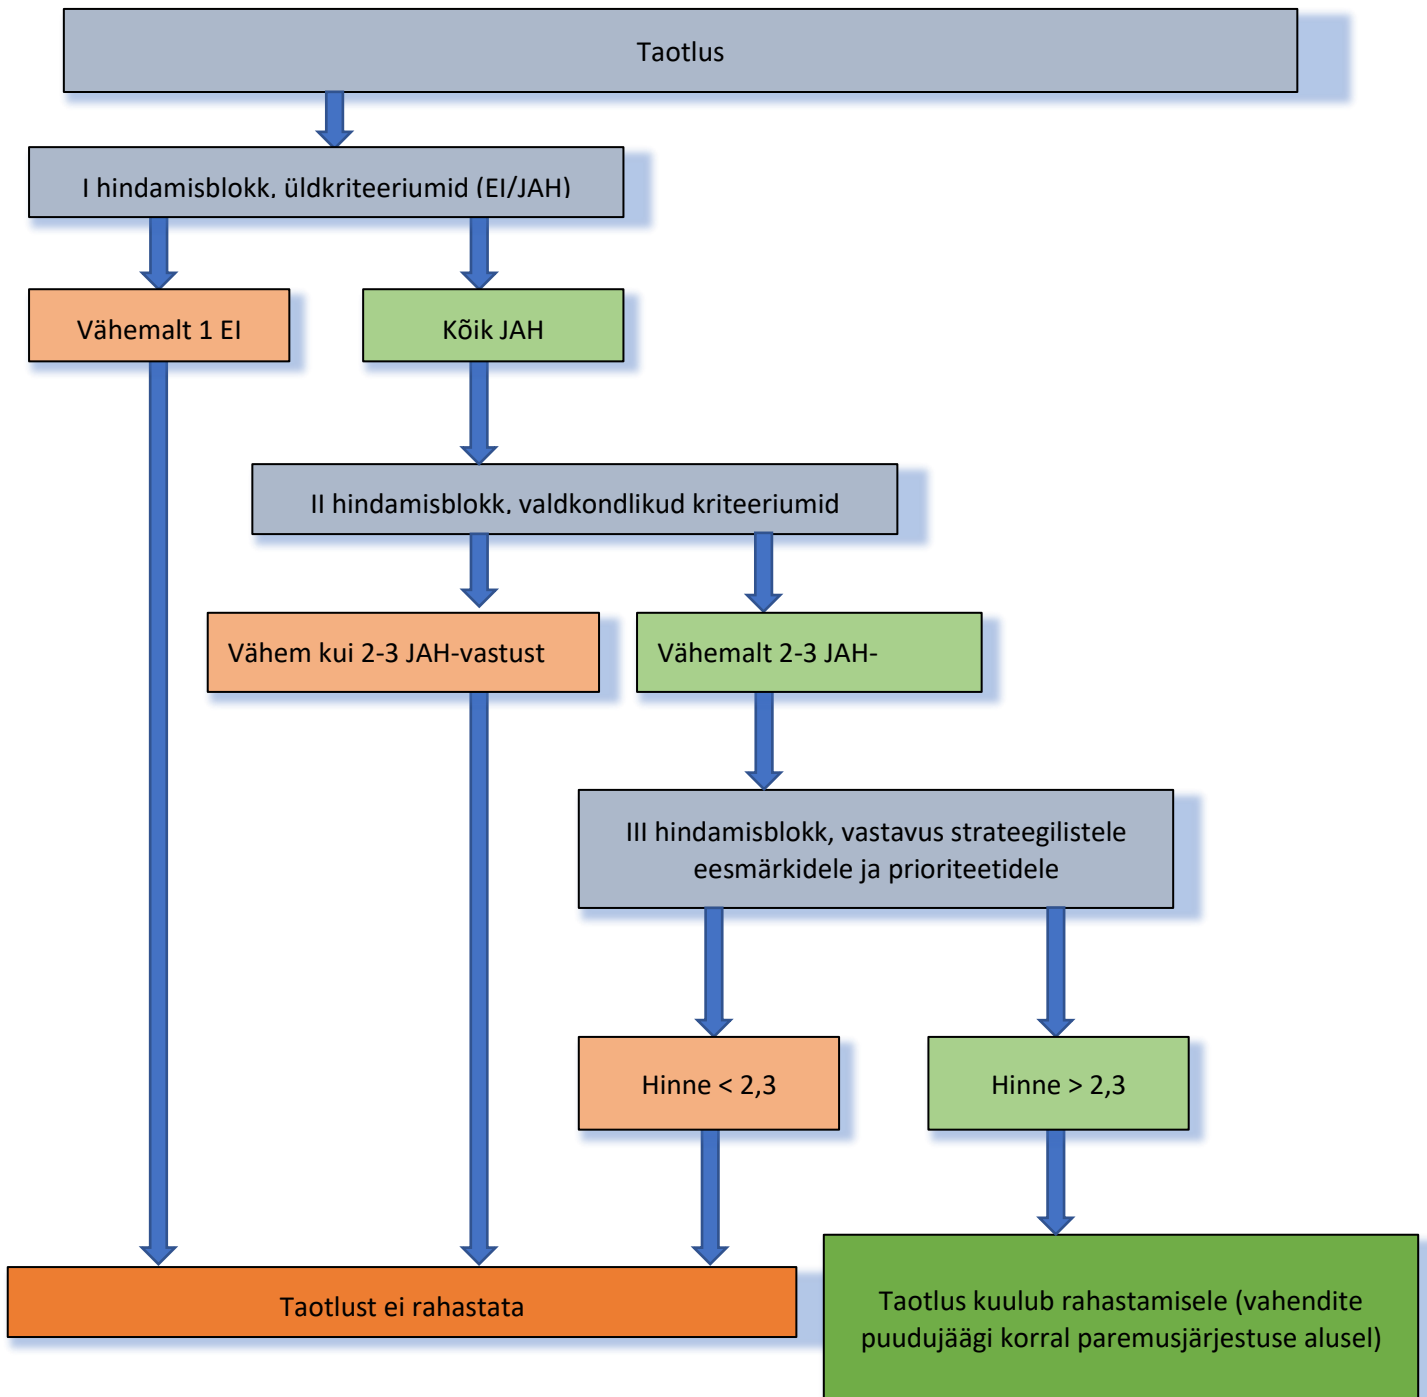 Taotlus
I hindamisblokk, üldkriteeriumid (EI/JAH)
Vähemalt 1 EI
Kõik JAH
II hindamisblokk, valdkondlikud kriteeriumid
Vähem kui 2-3 JAH-vastust
Vähemalt 2-3 JAH-
III hindamisblokk, vastavus strateegilistele
eesmärkidele ja prioriteetidele
Hinne < 2,3
Hinne > 2,3
Taotlust ei rahastata
Taotlus kuulub rahastamisele (vahendite
puudujäägi korral paremusjärjestuse alusel)